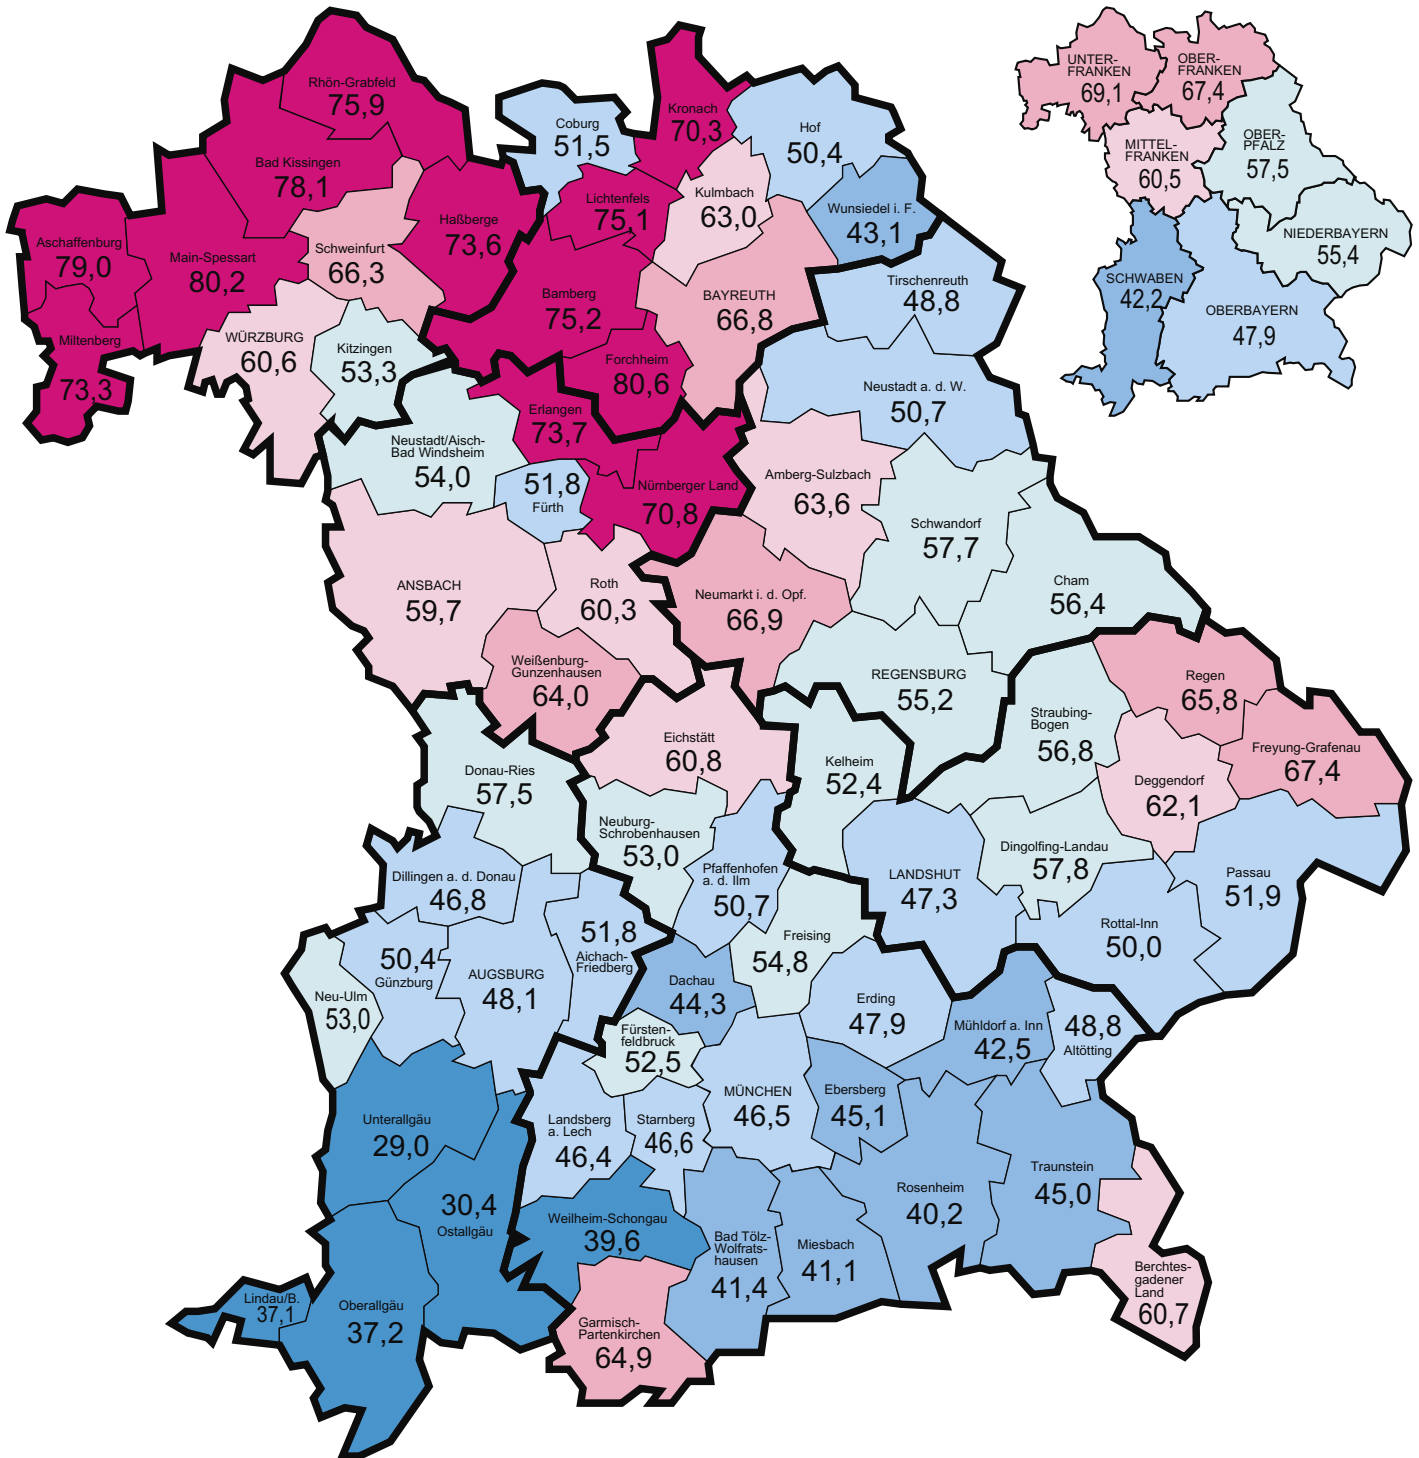 Rhön-Grabfeld
75,9
Bad Kissingen
78,1
Aschaffenburg
79,0
Main-Spessart
80,2
Miltenberg
73,3
Schweinfurt
66,3
Haßberge
73,6
WÜRZBURG
60,6
Kitzingen
53,3
Coburg
51,5
Kronach
70,3
Hof
50,4
Lichtenfels
75,1
Kulmbach
63,0
Wunsiedel i. F.
43,1
Bamberg
75,2
BAYREUTH
66,8
Forchheim
80,6
Tirschenreuth
48,8
Neustadt a. d. W.
50,7
Erlangen
73,7
Neustadt/Aisch-
Bad Windsheim
54,0
51,8
Fürth
Nürnberger Land
70,8
Amberg-Sulzbach
63,6
Schwandorf
57,7
ANSBACH
59,7
Roth
60,3
Neumarkt i. d. Opf.
66,9
Cham
56,4
Weißenburg-
Gunzenhausen
64,0
REGENSBURG
55,2
Regen
65,8
Straubing-
Bogen
56,8
Freyung-Grafenau
67,4
Eichstätt
60,8
Donau-Ries
57,5
Kelheim
52,4
Deggendorf
62,1
Neuburg-
Schrobenhausen
53,0
Dingolfing-Landau
57,8
Pfaffenhofen
a. d. Ilm
50,7
LANDSHUT
47,3
Passau
51,9
Dillingen a. d. Donau
46,8
Rottal-Inn
50,0
51,8
Aichach-
Friedberg
50,4
Günzburg
AUGSBURG
48,1
Freising
54,8
Neu-Ulm
53,0
Dachau
44,3
Erding
47,9
Mühldorf a. Inn
42,5
48,8
Altötting
Fürsten-
feldbruck
52,5
MÜNCHEN
46,5
Ebersberg
45,1
Unterallgäu
29,0
Landsberg
a. Lech
46,4
Starnberg
46,6
Traunstein
45,0
30,4
Ostallgäu
Weilheim-Schongau
39,6
Rosenheim
40,2
Bad Tölz-
Wolfrats-
hausen
41,4
Miesbach
41,1
Berchtes-
gadener
Land
60,7
Lindau/B.
37,1
Oberallgäu
37,2
Garmisch-
Partenkirchen
64,9
UNTER-
FRANKEN
69,1
OBER-
FRANKEN
67,4
MITTEL-
FRANKEN
60,5
OBER-
PFALZ
57,5
NIEDERBAYERN
55,4
SCHWABEN
42,2
OBERBAYERN
47,9